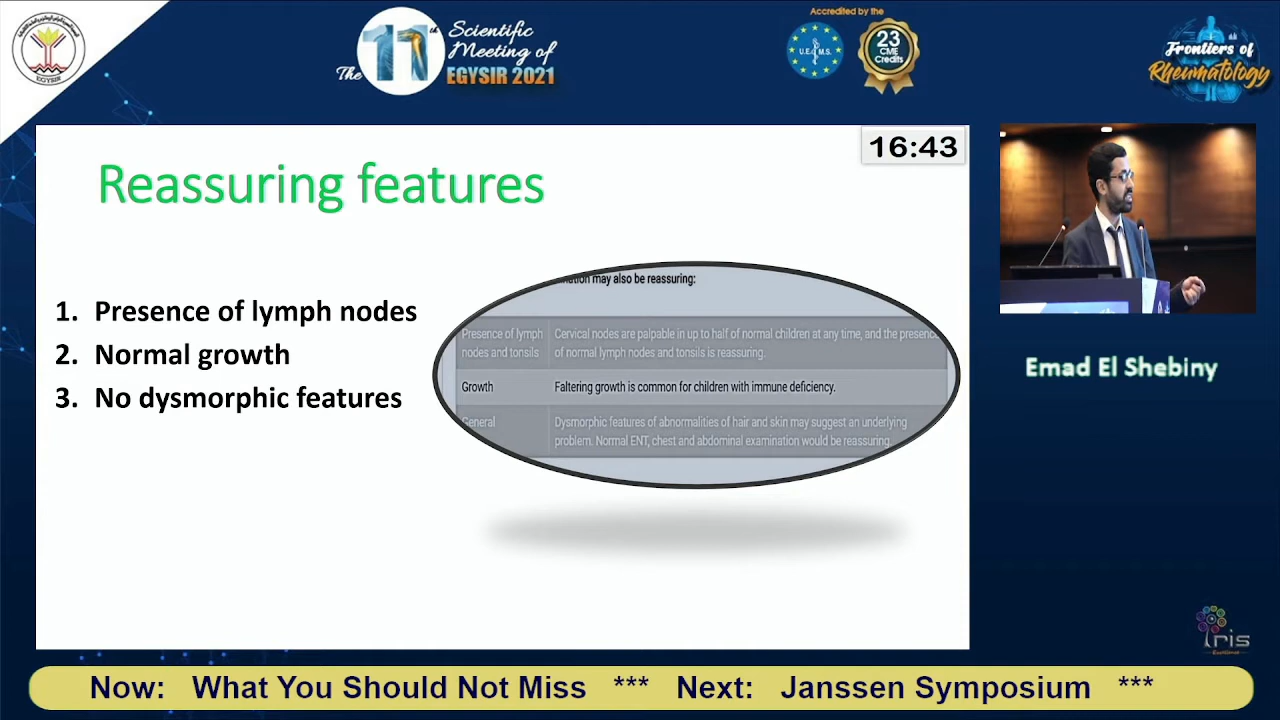 EGYSIR
The 11th
Scientific
Meeting of
EGYSIR 2021
Accredited by the
U.E.M.S.
23
CME
Credits
Frontiers of
Rheumatology
16:43
Reassuring features
1. Presence of lymph nodes
2. Normal growth
3. No dysmorphic features
may also be reassuring:
Presence of lymph nodes and tonsils
Cervical nodes are palpable in up to half of normal children at any time, and the presence
of normal lymph nodes and tonsils is reassuring.
Growth
Faltering growth is common for children with immune deficiency.
General
Dysmorphic features of abnormalities of hair and skin may suggest an underlying
problem. Normal ENT, chest and abdominal examination would be reassuring.
Emad El Shebiny
Iris
Now: What You Should Not Miss *** Next: Janssen Symposium ***